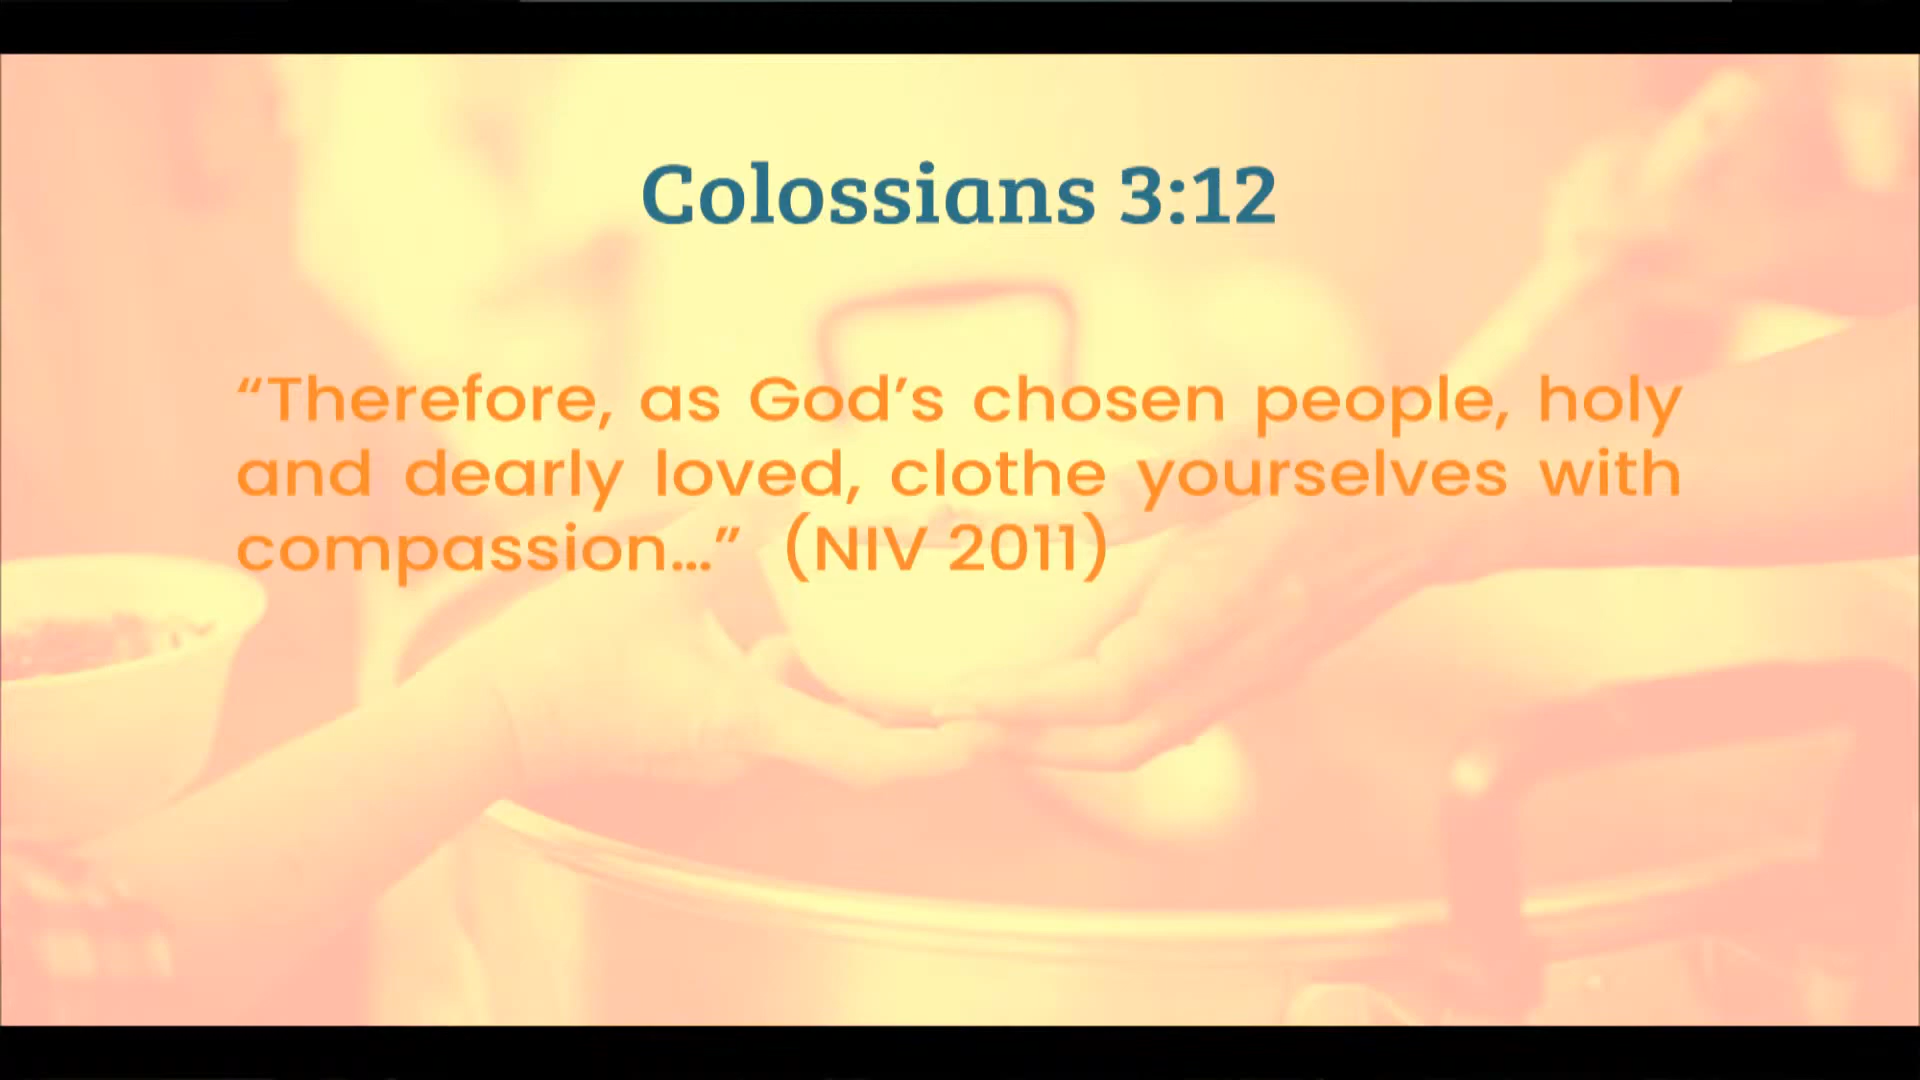 Colossians 3:12
“Therefore, as God’s chosen people, holy
and dearly loved, clothe yourselves with
compassion...” (NIV 2011)